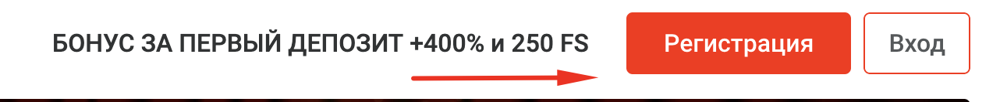 БОНУС ЗА ПЕРВЫЙ ДЕПОЗИТ +400% и 250 FS Регистрация Вход